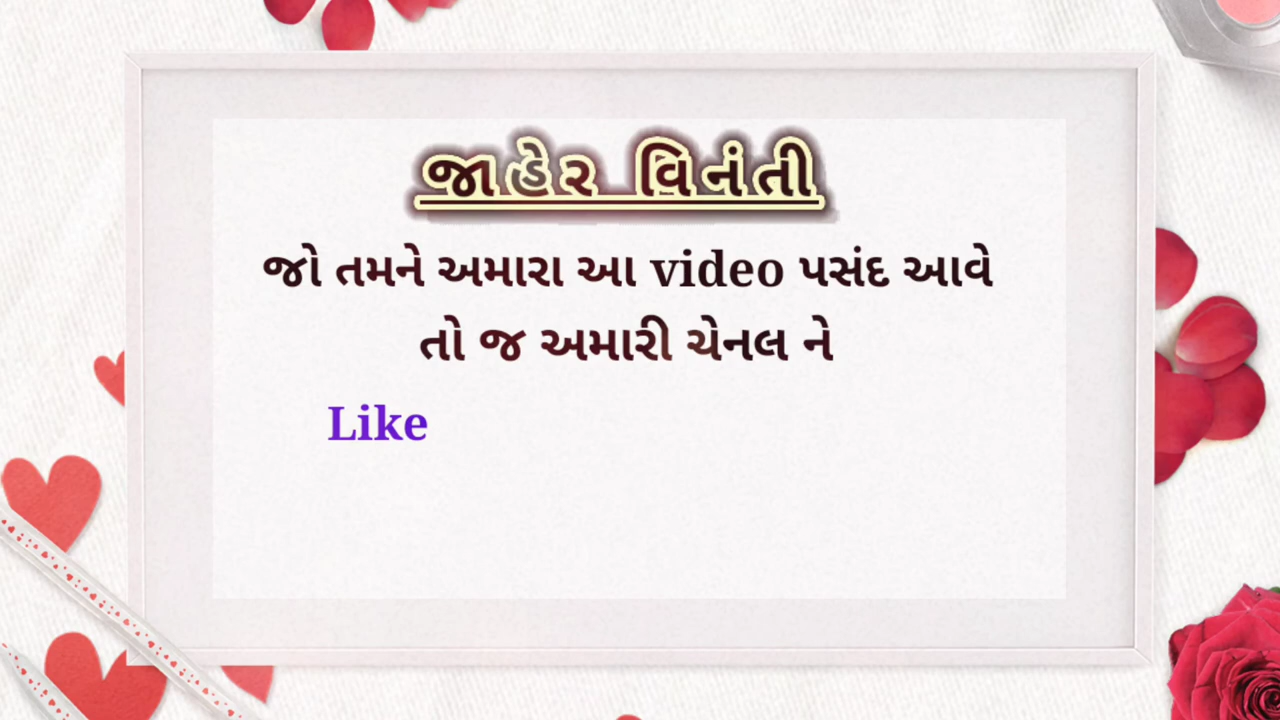 જાહેર વિનંતી
જો તમને અમારા આ video પસંદ આવે
તો જ અમારી ચેનલ ને
Like